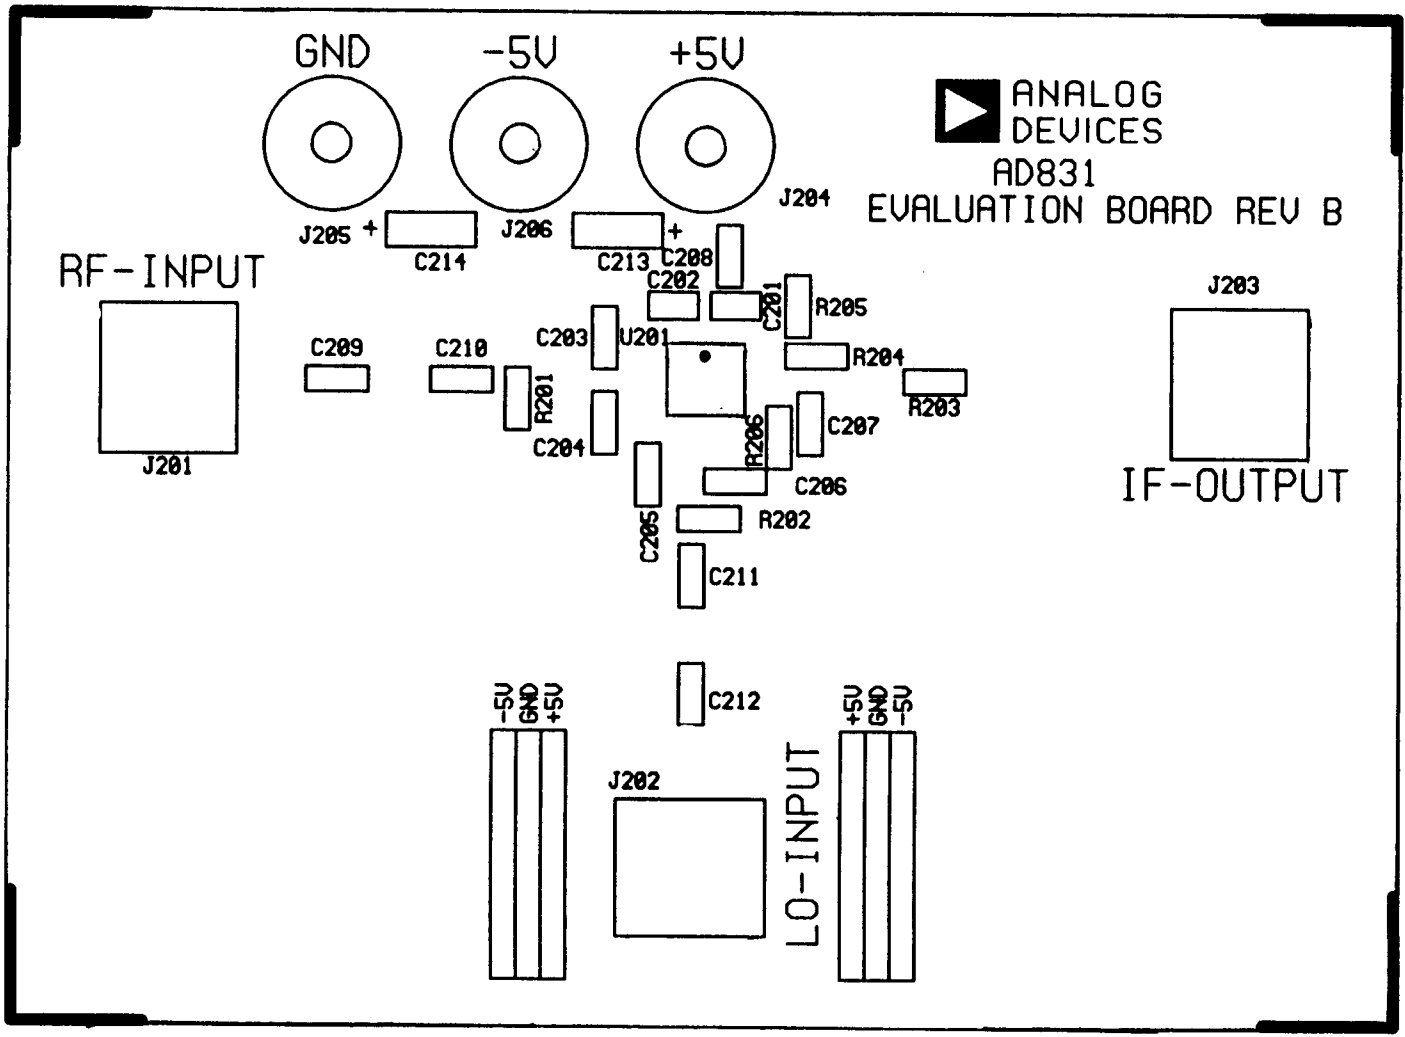 GND
-5V
+5V
ANALOG
DEVICES
AD831
EVALUATION BOARD REV B
J204
J205
+
J206
+
C214
C213
C208
RF-INPUT
C202
C201
R205
J203
C203
U201
R204
C209
C210
R201
R203
C204
R206
C207
J201
C206
IF-OUTPUT
C205
R202
C211
C212
-5V
GND
+5V
+5V
GND
-5V
J202
LO-INPUT